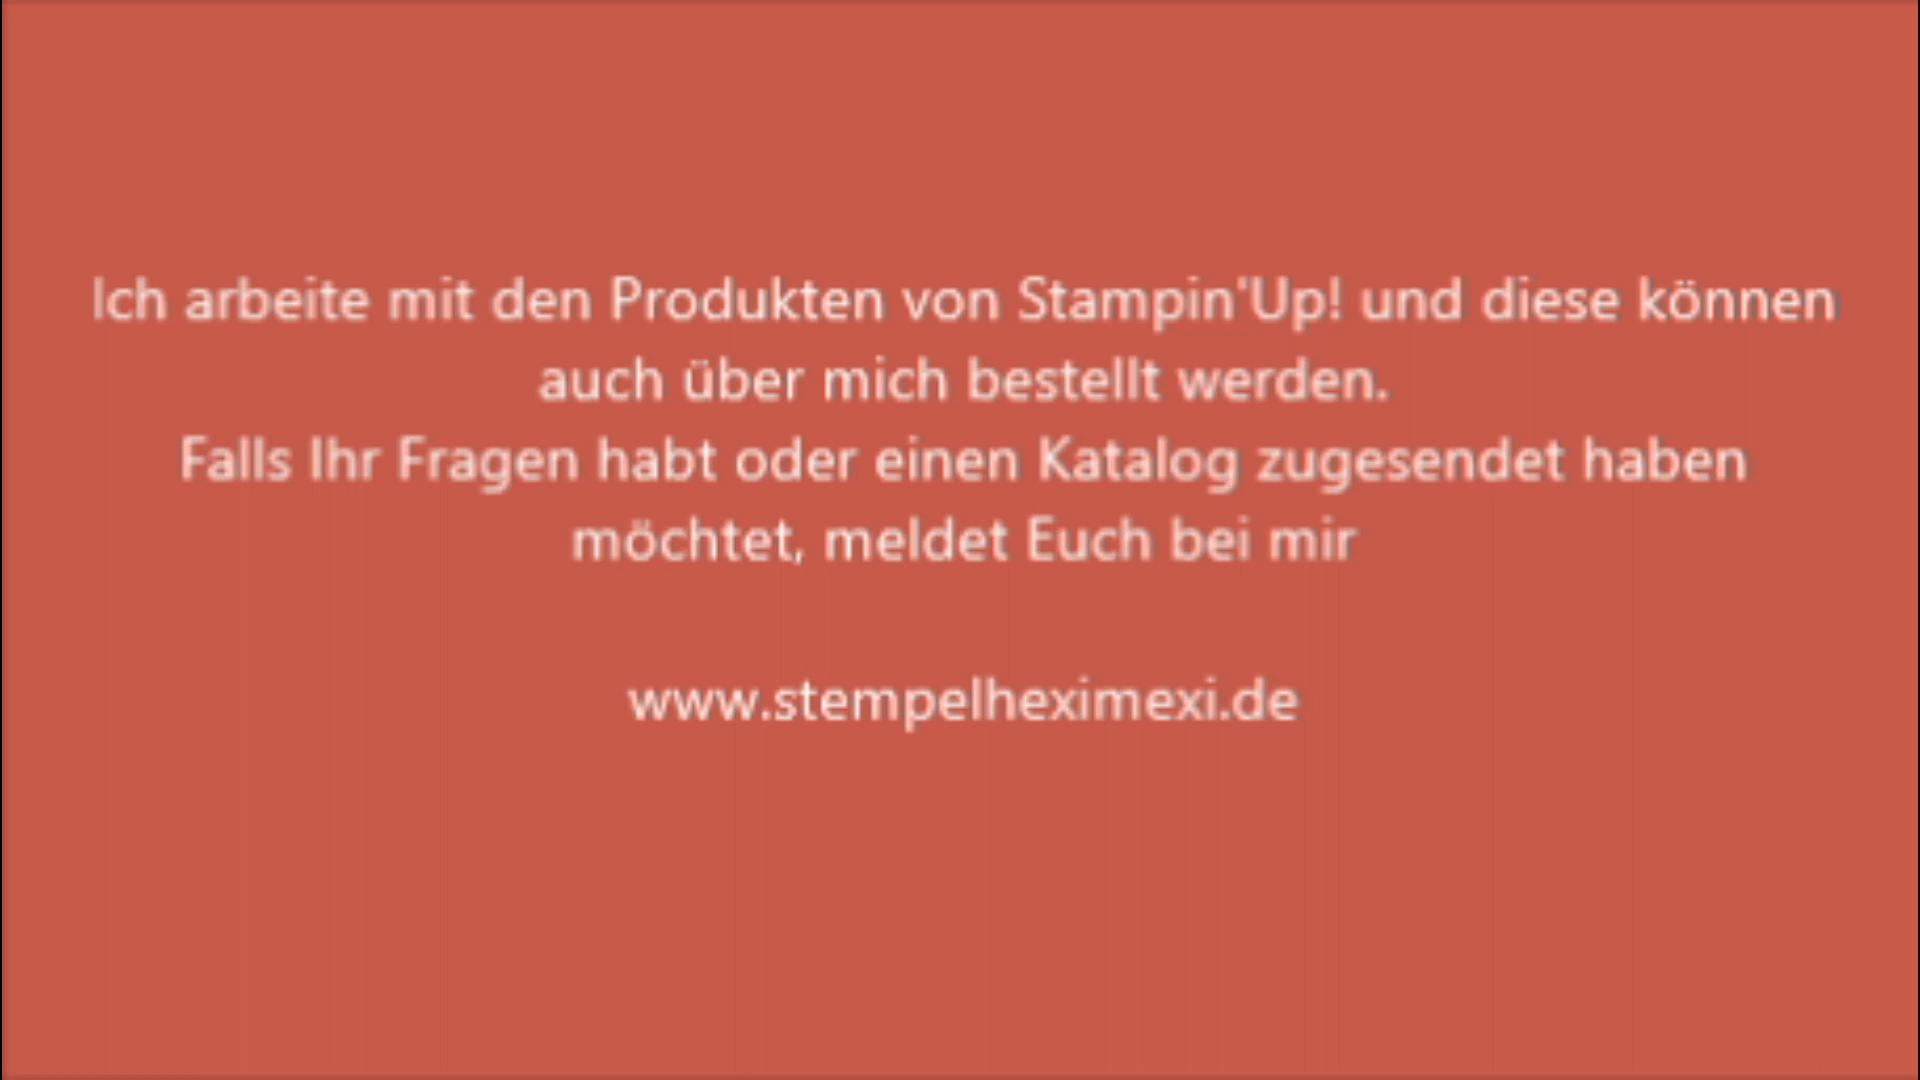 Ich arbeite mit den Produkten von Stampin'Up! und diese können
auch über mich bestellt werden.
Falls Ihr Fragen habt oder einen Katalog zugesendet haben
möchtet, meldet Euch bei mir
www.stempelheximexi.de